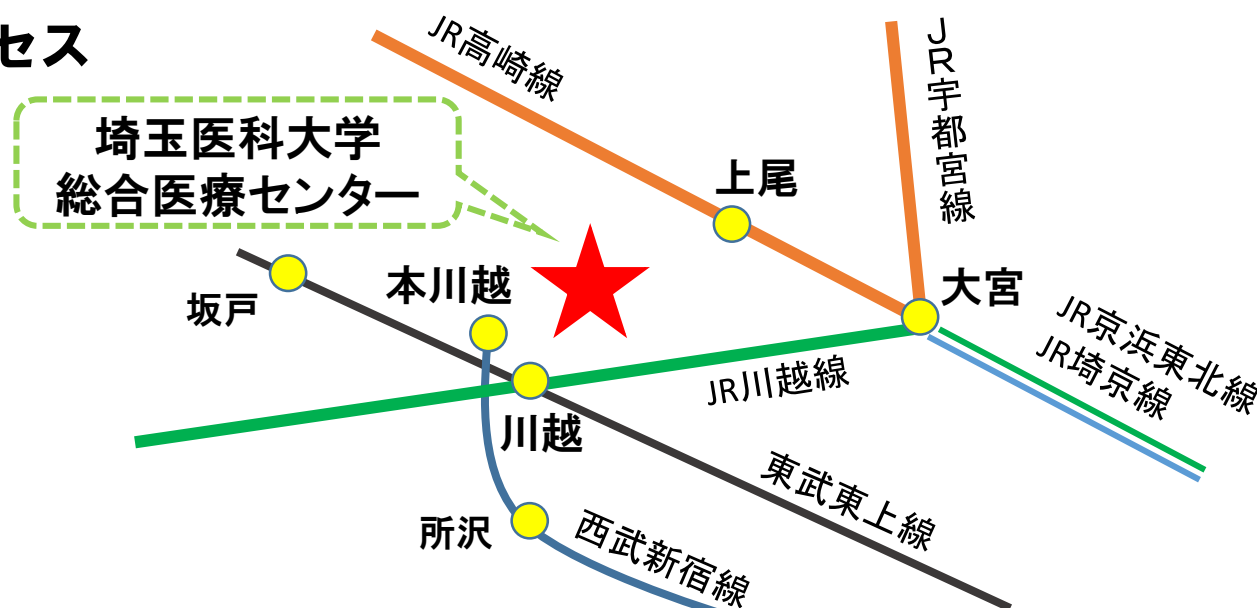 セス
JR高崎線
JR宇都宮線
埼玉医科大学
総合医療センター
上尾
大宮
坂戸
本川越
JR京浜東北線
JR埼京線
JR川越線
川越
東武東上線
所沢
西武新宿線